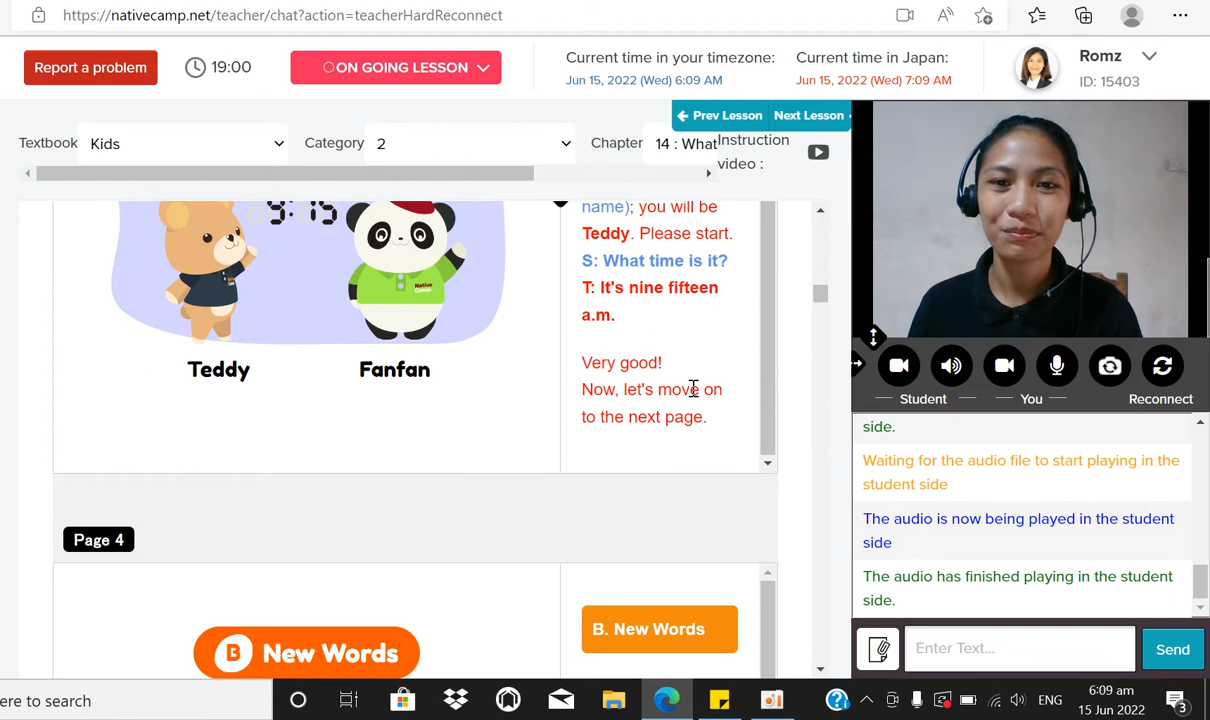 https://nativecamp.net/teacher/chat?action=teacherHardReconnect
Report a problem
19:00
ON GOING LESSON
Current time in your timezone:
Jun 15, 2022 (Wed) 6:09 AM
Current time in Japan:
Jun 15, 2022 (Wed) 7:09 AM
Romz
ID: 15403
Prev Lesson
Next Lesson
Textbook
Kids
Category
2
Chapter
14 : What
Instruction
video :
9:15
Native
Camp
Teddy
Fanfan
name); you will be
Teddy. Please start.
S: What time is it?
T: It's nine fifteen
a.m.
Very good!
Now, let's move on
to the next page.
Student
You
Reconnect
side.
Waiting for the audio file to start playing in the
student side
The audio is now being played in the student
side
The audio has finished playing in the student
side.
Page 4
B New Words
B. New Words
Enter Text...
Send
ere to search
ENG
6:09 am
15 Jun 2022
3